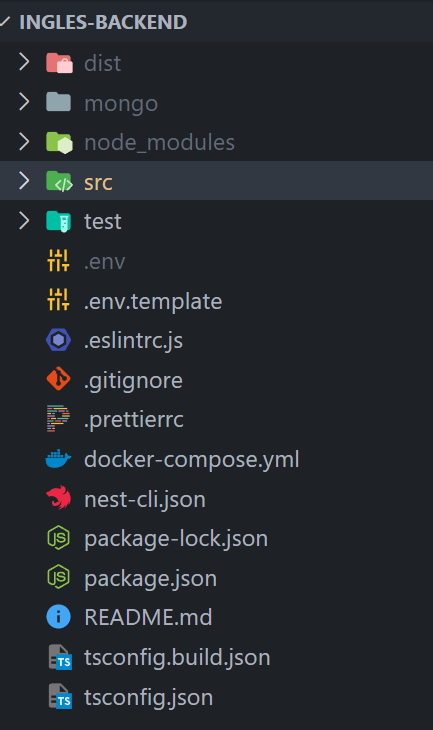 INGLES-BACKEND
dist
mongo
node_modules
src
test
.env
.env.template
.eslintrc.js
.gitignore
.prettierrc
docker-compose.yml
nest-cli.json
package-lock.json
package.json
README.md
tsconfig.build.json
tsconfig.json